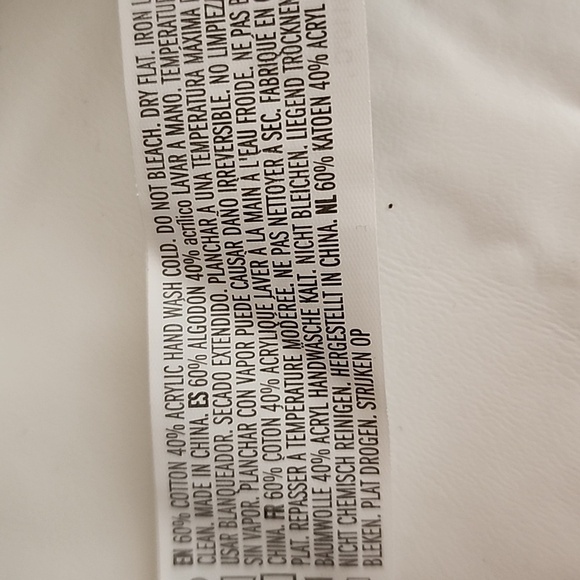 EN 60% COTTON 40% ACRYLIC HAND WASH COLD. DO NOT BLEACH. DRY FLAT. IRON
CLEAN. MADE IN CHINA. ES 60% ALGODÓN 40% acrílico LAVAR A MANO. TEMPERATUR
USAR BLANQUEADOR. SECADO EXTENDIDO. PLANCHAR A UNA TEMPERATURA MÁXIMA
SIN VAPOR. PLANCHAR CON VAPOR PUEDE CAUSAR DAÑO IRREVERSIBLE. NO LIMPIEZ
CHINA. FR 60% COTON 40% ACRYLIQUE LAVER À LA MAIN À L'EAU FROIDE. NE PAS
PLAT. REPASSER À TEMPERATURE MODÉRÉE. NE PAS NETTOYER À SEC. FABRIQUÉ EN
BAUMWOLLE 40% ACRYL HANDWÄSCHE KALT. NICHT BLEICHEN. LIEGEND TROCKNEN
NICHT CHEMISCH REINIGEN. HERGESTELLT IN CHINA. NL 60% KATOEN 40% ACRYL
BLEKEN. PLAT DROGEN. STRIJKEN OP